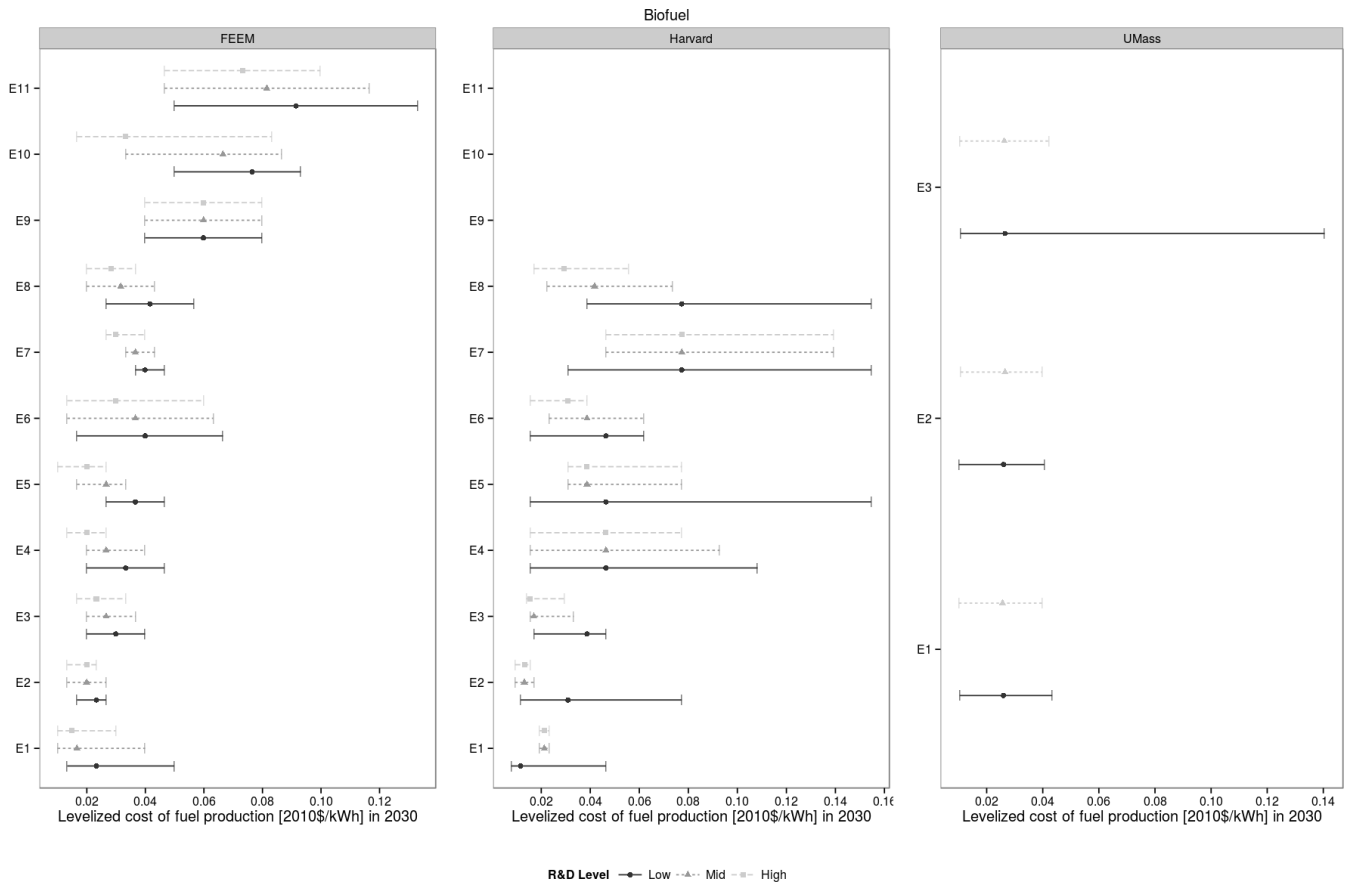 Biofuel
FEEM
E11
E10
E9
E8
E7
E6
E5
E4
E3
E2
E1
0.02 0.04 0.06 0.08 0.10 0.12
Levelized cost of fuel production [2010$/kWh] in 2030
Harvard
E11
E10
E9
E8
E7
E6
E5
E4
E3
E2
E1
0.02 0.04 0.06 0.08 0.10 0.12 0.14 0.16
Levelized cost of fuel production [2010$/kWh] in 2030
UMass
E3
E2
E1
0.02 0.04 0.06 0.08 0.10 0.12 0.14
Levelized cost of fuel production [2010$/kWh] in 2030
R&D Level Low Mid High